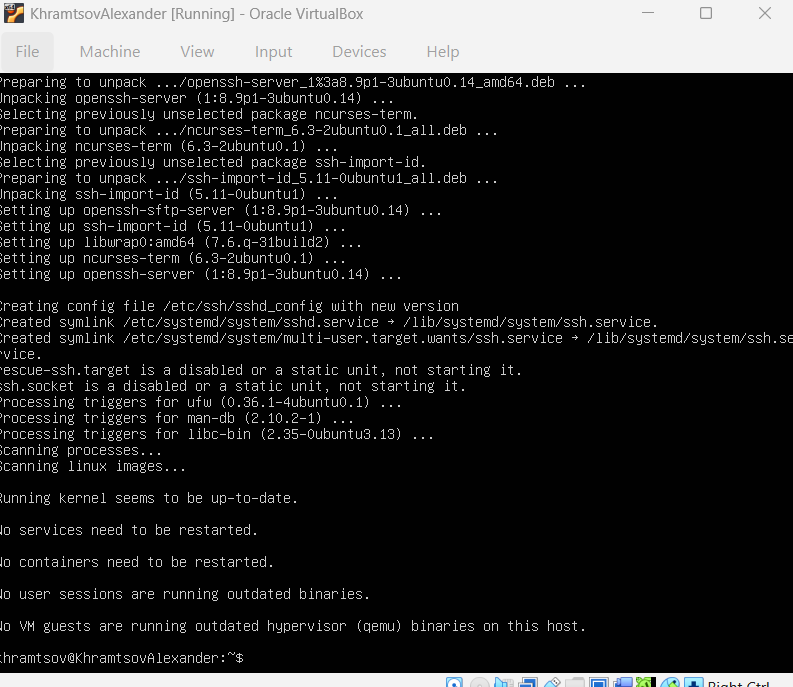 KhramtsovAlexander [Running] - Oracle VirtualBox
File Machine View Input Devices Help
Preparing to unpack .../openssh-server_1%3a8.9p1-3ubuntu0.14_amd64.deb ...
Unpacking openssh-server (1:8.9p1-3ubuntu0.14) ...
Selecting previously unselected package ncurses-term.
Preparing to unpack .../ncurses-term_6.3-2ubuntu0.1_all.deb ...
Unpacking ncurses-term (6.3-2ubuntu0.1) ...
Selecting previously unselected package ssh-import-id.
Preparing to unpack .../ssh-import-id_5.11-0ubuntu1_all.deb ...
Unpacking ssh-import-id (5.11-0ubuntu1) ...
Setting up openssh-sftp-server (1:8.9p1-3ubuntu0.14) ...
Setting up ssh-import-id (5.11-0ubuntu1) ...
Setting up libwrap0:amd64 (7.6.q-31build2) ...
Setting up ncurses-term (6.3-2ubuntu0.1) ...
Setting up openssh-server (1:8.9p1-3ubuntu0.14) ...
Creating config file /etc/ssh/sshd_config with new version
Created symlink /etc/systemd/system/sshd.service → /lib/systemd/system/ssh.service.
Created symlink /etc/systemd/system/multi-user.target.wants/ssh.service → /lib/systemd/system/ssh.se
rvice.
rescue-ssh.target is a disabled or a static unit, not starting it.
ssh.socket is a disabled or a static unit, not starting it.
Processing triggers for ufw (0.36.1-4ubuntu0.1) ...
Processing triggers for man-db (2.10.2-1) ...
Processing triggers for libc-bin (2.35-0ubuntu3.13) ...
Scanning processes...
Scanning linux images...
Running kernel seems to be up-to-date.
No services need to be restarted.
No containers need to be restarted.
No user sessions are running outdated binaries.
No VM guests are running outdated hypervisor (qemu) binaries on this host.
khramtsov@KhramtsovAlexander:~$
Right Ctrl